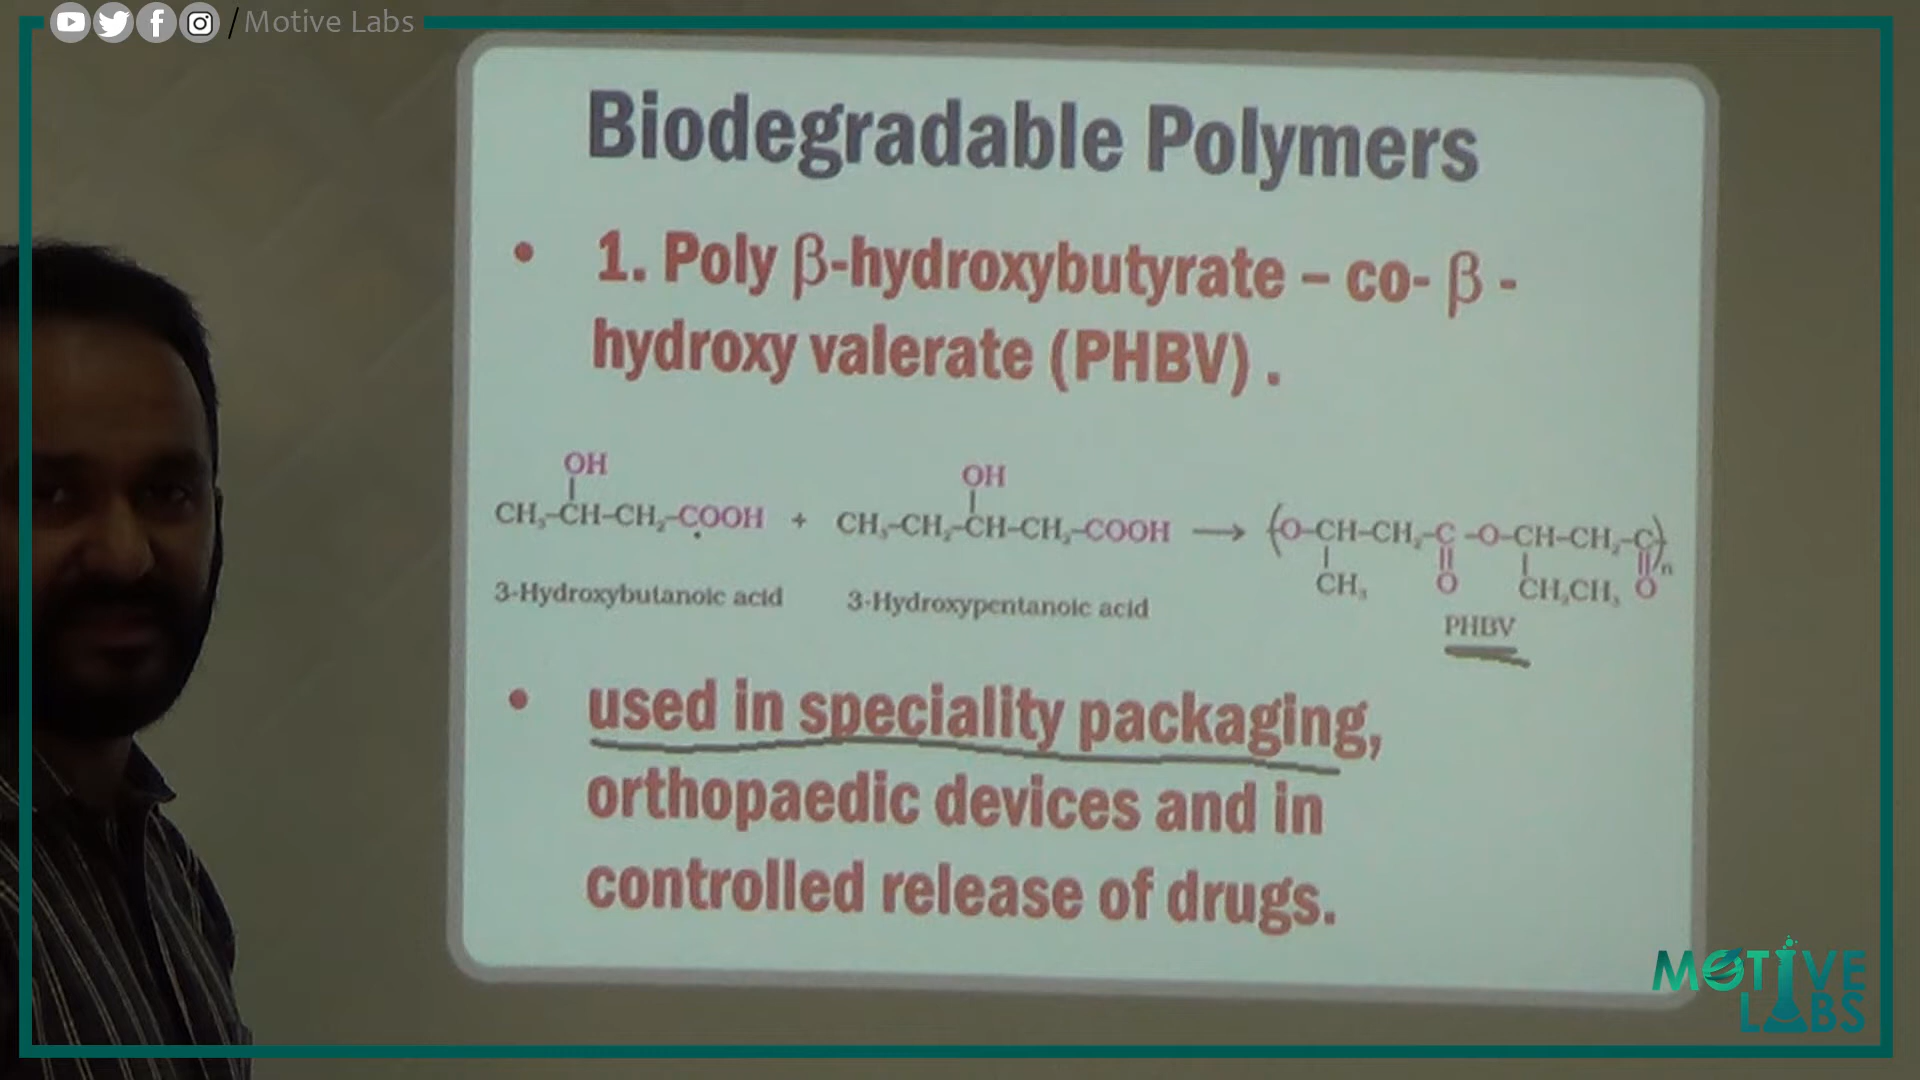 /Motive Labs
Biodegradable Polymers
• 1. Poly β-hydroxybutyrate – co- β -
hydroxy valerate (PHBV) .
OH
OH
CH₃–CH–CH₂–COOH + CH₃–CH₂–CH–CH₂–COOH → (O–CH–CH₂–C –O–CH–CH₂–C)n
CH₃ O CH₂CH₃ O
3-Hydroxybutanoic acid
3-Hydroxypentanoic acid
PHBV
• used in speciality packaging,
orthopaedic devices and in
controlled release of drugs.
MOTIVE
LABS